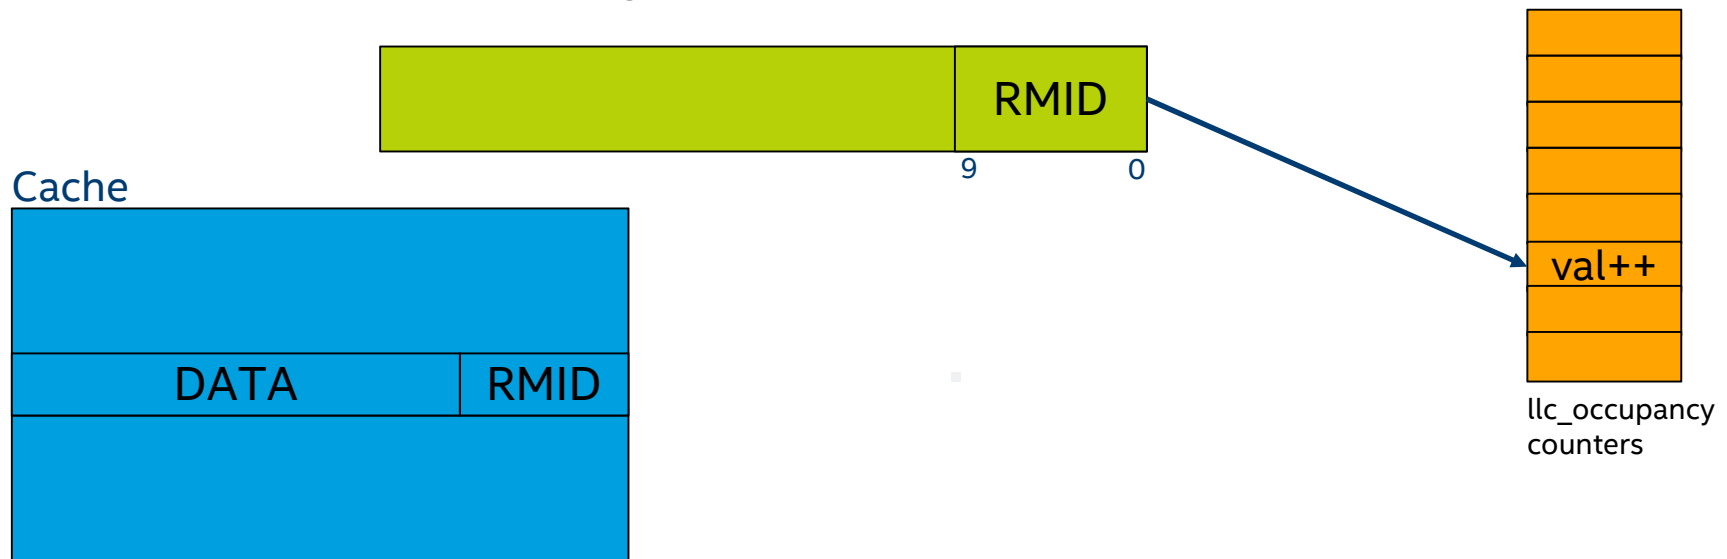 RMID
9 0
Cache
val++
DATA RMID
llc_occupancy
counters